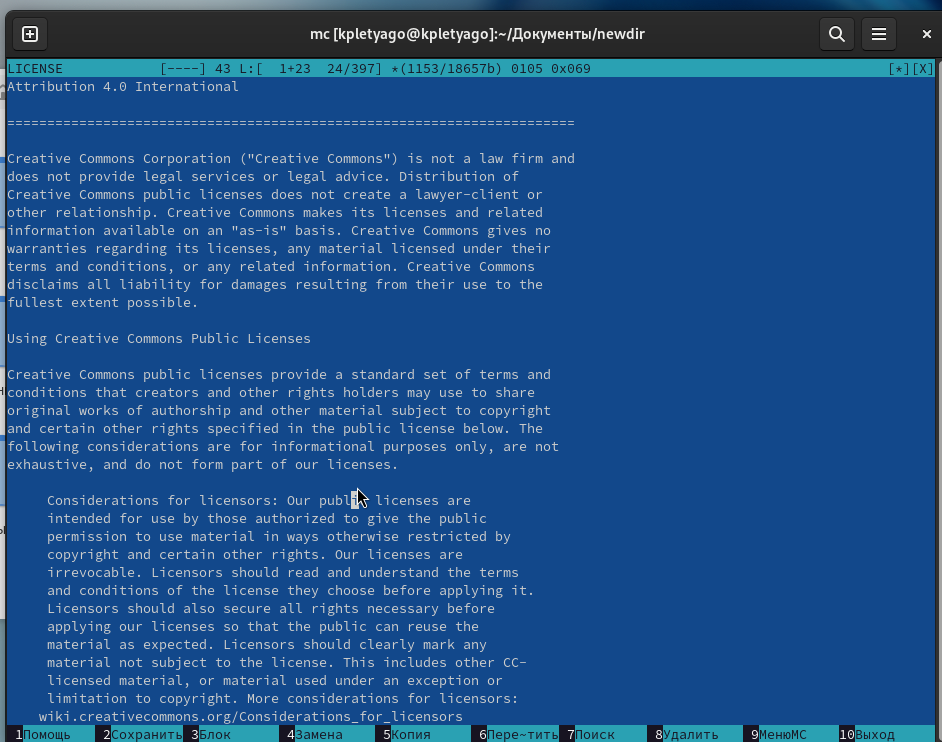 mc [kpletyago@kpletyago]:~/Документы/newdir
LICENSE [----] 43 L:[ 1+23 24/397] *(1153/18657b) 0105 0x069 [*][X]
Attribution 4.0 International
=======================================================================
Creative Commons Corporation ("Creative Commons") is not a law firm and
does not provide legal services or legal advice. Distribution of
Creative Commons public licenses does not create a lawyer-client or
other relationship. Creative Commons makes its licenses and related
information available on an "as-is" basis. Creative Commons gives no
warranties regarding its licenses, any material licensed under their
terms and conditions, or any related information. Creative Commons
disclaims all liability for damages resulting from their use to the
fullest extent possible.
Using Creative Commons Public Licenses
Creative Commons public licenses provide a standard set of terms and
conditions that creators and other rights holders may use to share
original works of authorship and other material subject to copyright
and certain other rights specified in the public license below. The
following considerations are for informational purposes only, are not
exhaustive, and do not form part of our licenses.
Considerations for licensors: Our public licenses are
intended for use by those authorized to give the public
permission to use material in ways otherwise restricted by
copyright and certain other rights. Our licenses are
irrevocable. Licensors should read and understand the terms
and conditions of the license they choose before applying it.
Licensors should also secure all rights necessary before
applying our licenses so that the public can reuse the
material as expected. Licensors should clearly mark any
material not subject to the license. This includes other CC-
licensed material, or material used under an exception or
limitation to copyright. More considerations for licensors:
wiki.creativecommons.org/Considerations_for_licensors
1Помощь 2Сохранить 3Блок 4Замена 5Копия 6Пере~тить 7Поиск 8Удалить 9МенюMC 10Выход